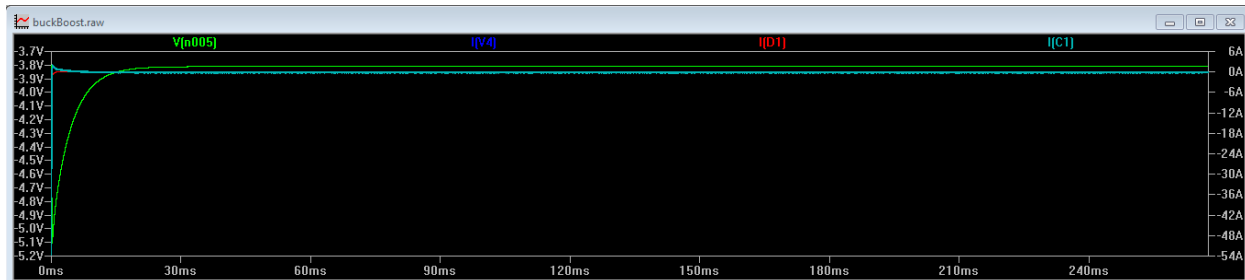 buckBoost.raw
V(n005) I(V4) I(D1) I(C1)
-3.7V 6A
-3.8V 0A
-3.9V -6A
-4.0V -12A
-4.1V -18A
-4.2V -24A
-4.3V -30A
-4.4V -36A
-4.5V -42A
-4.6V -48A
-4.7V -54A
-4.8V
-4.9V
-5.0V
-5.1V
-5.2V
0ms 30ms 60ms 90ms 120ms 150ms 180ms 210ms 240ms